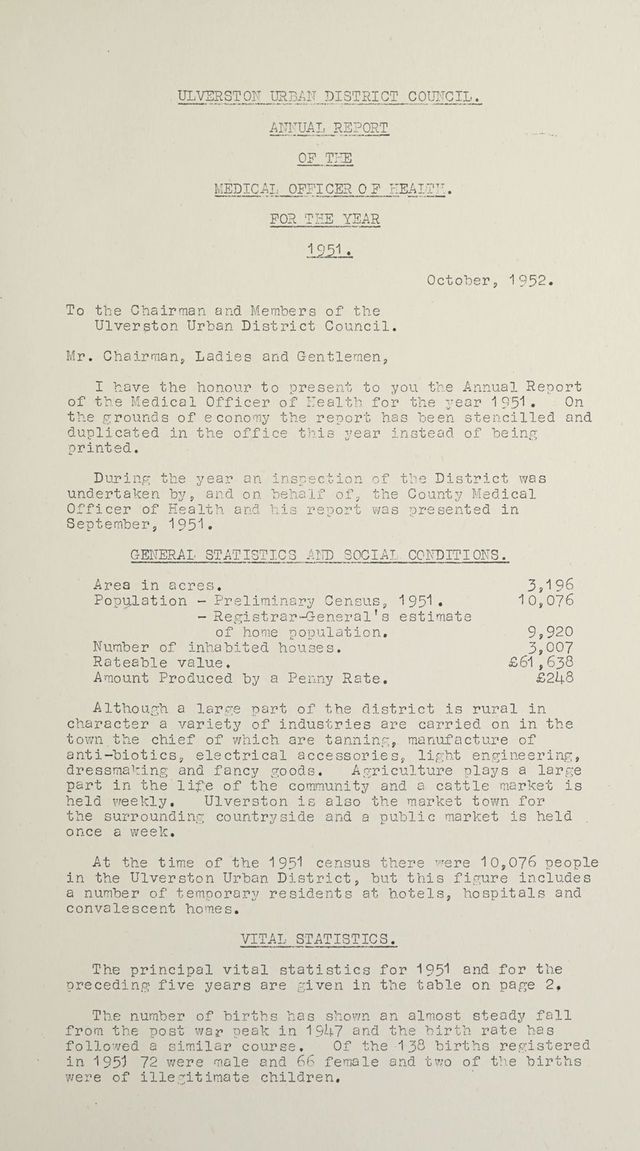 ULVERSTON URBAN DISTRICT COUNCIL.
ANNUAL REPORT
OF THE
MEDICAL OFFICER OF HEALTH.
FOR THE YEAR
1951.
October, 1952.
To the Chairman and Members of the
Ulverston Urban District Council.
Mr. Chairman, Ladies and Gentlemen,
I have the honour to present to you the Annual Report
of the Medical Officer of Health for the year 1951. On
the grounds of economy the report has been stencilled and
duplicated in the office this year instead of being
printed.
During the year an inspection of the District was
undertaken by, and on behalf of, the County Medical
Officer of Health and his report was presented in
September, 1951.
GENERAL STATISTICS AND SOCIAL CONDITIONS.
Area in acres. 3,196
Population - Preliminary Census, 1951. 10,076
- Registrar-General's estimate
of home population. 9,920
Number of inhabited houses. 3,007
Rateable value. £61,638
Amount Produced by a Penny Rate. £248
Although a large part of the district is rural in
character a variety of industries are carried on in the
town the chief of which are tanning, manufacture of
anti-biotics, electrical accessories, light engineering,
dressmaking and fancy goods. Agriculture plays a large
part in the life of the community and a cattle market is
held weekly. Ulverston is also the market town for
the surrounding countryside and a public market is held
once a week.
At the time of the 1951 census there were 10,076 people
in the Ulverston Urban District, but this figure includes
a number of temporary residents at hotels, hospitals and
convalescent homes.
VITAL STATISTICS.
The principal vital statistics for 1951 and for the
preceding five years are given in the table on page 2.
The number of births has shown an almost steady fall
from the post war peak in 1947 and the birth rate has
followed a similar course. Of the 138 births registered
in 1951 72 were male and 66 female and two of the births
were of illegitimate children.